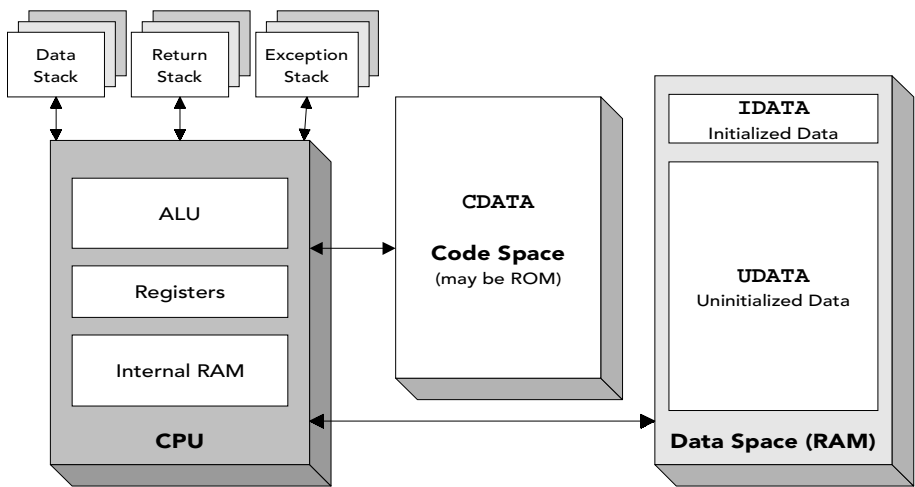 Data
Stack
Return
Stack
Exception
Stack
ALU
Registers
Internal RAM
CPU
CDATA
Code Space
(may be ROM)
IDATA
Initialized Data
UDATA
Uninitialized Data
Data Space (RAM)